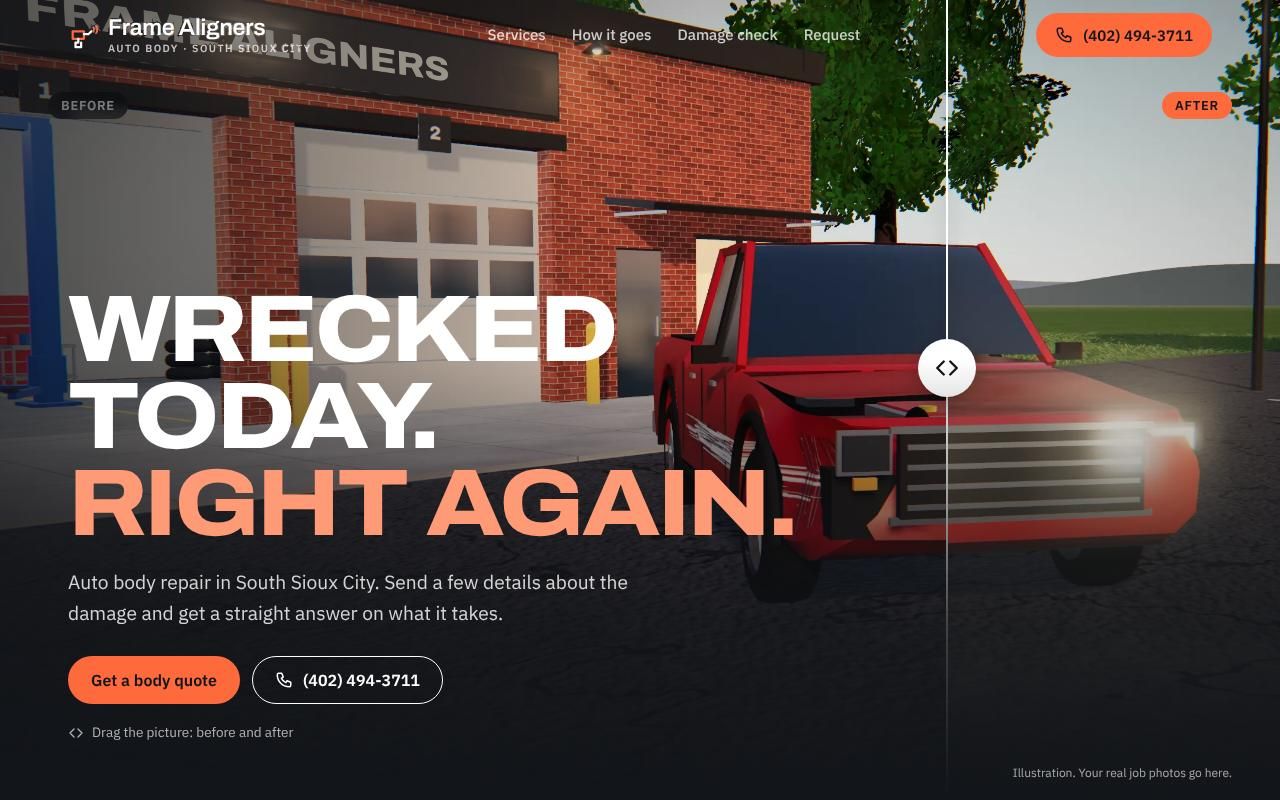 FRAME ALIGNERS
Frame Aligners
AUTO BODY · SOUTH SIOUX CITY
Services
How it goes
Damage check
Request
(402) 494-3711
1
BEFORE
AFTER
2
WRECKED
TODAY.
RIGHT AGAIN.
Auto body repair in South Sioux City. Send a few details about the
damage and get a straight answer on what it takes.
Get a body quote
(402) 494-3711
Drag the picture: before and after
Illustration. Your real job photos go here.